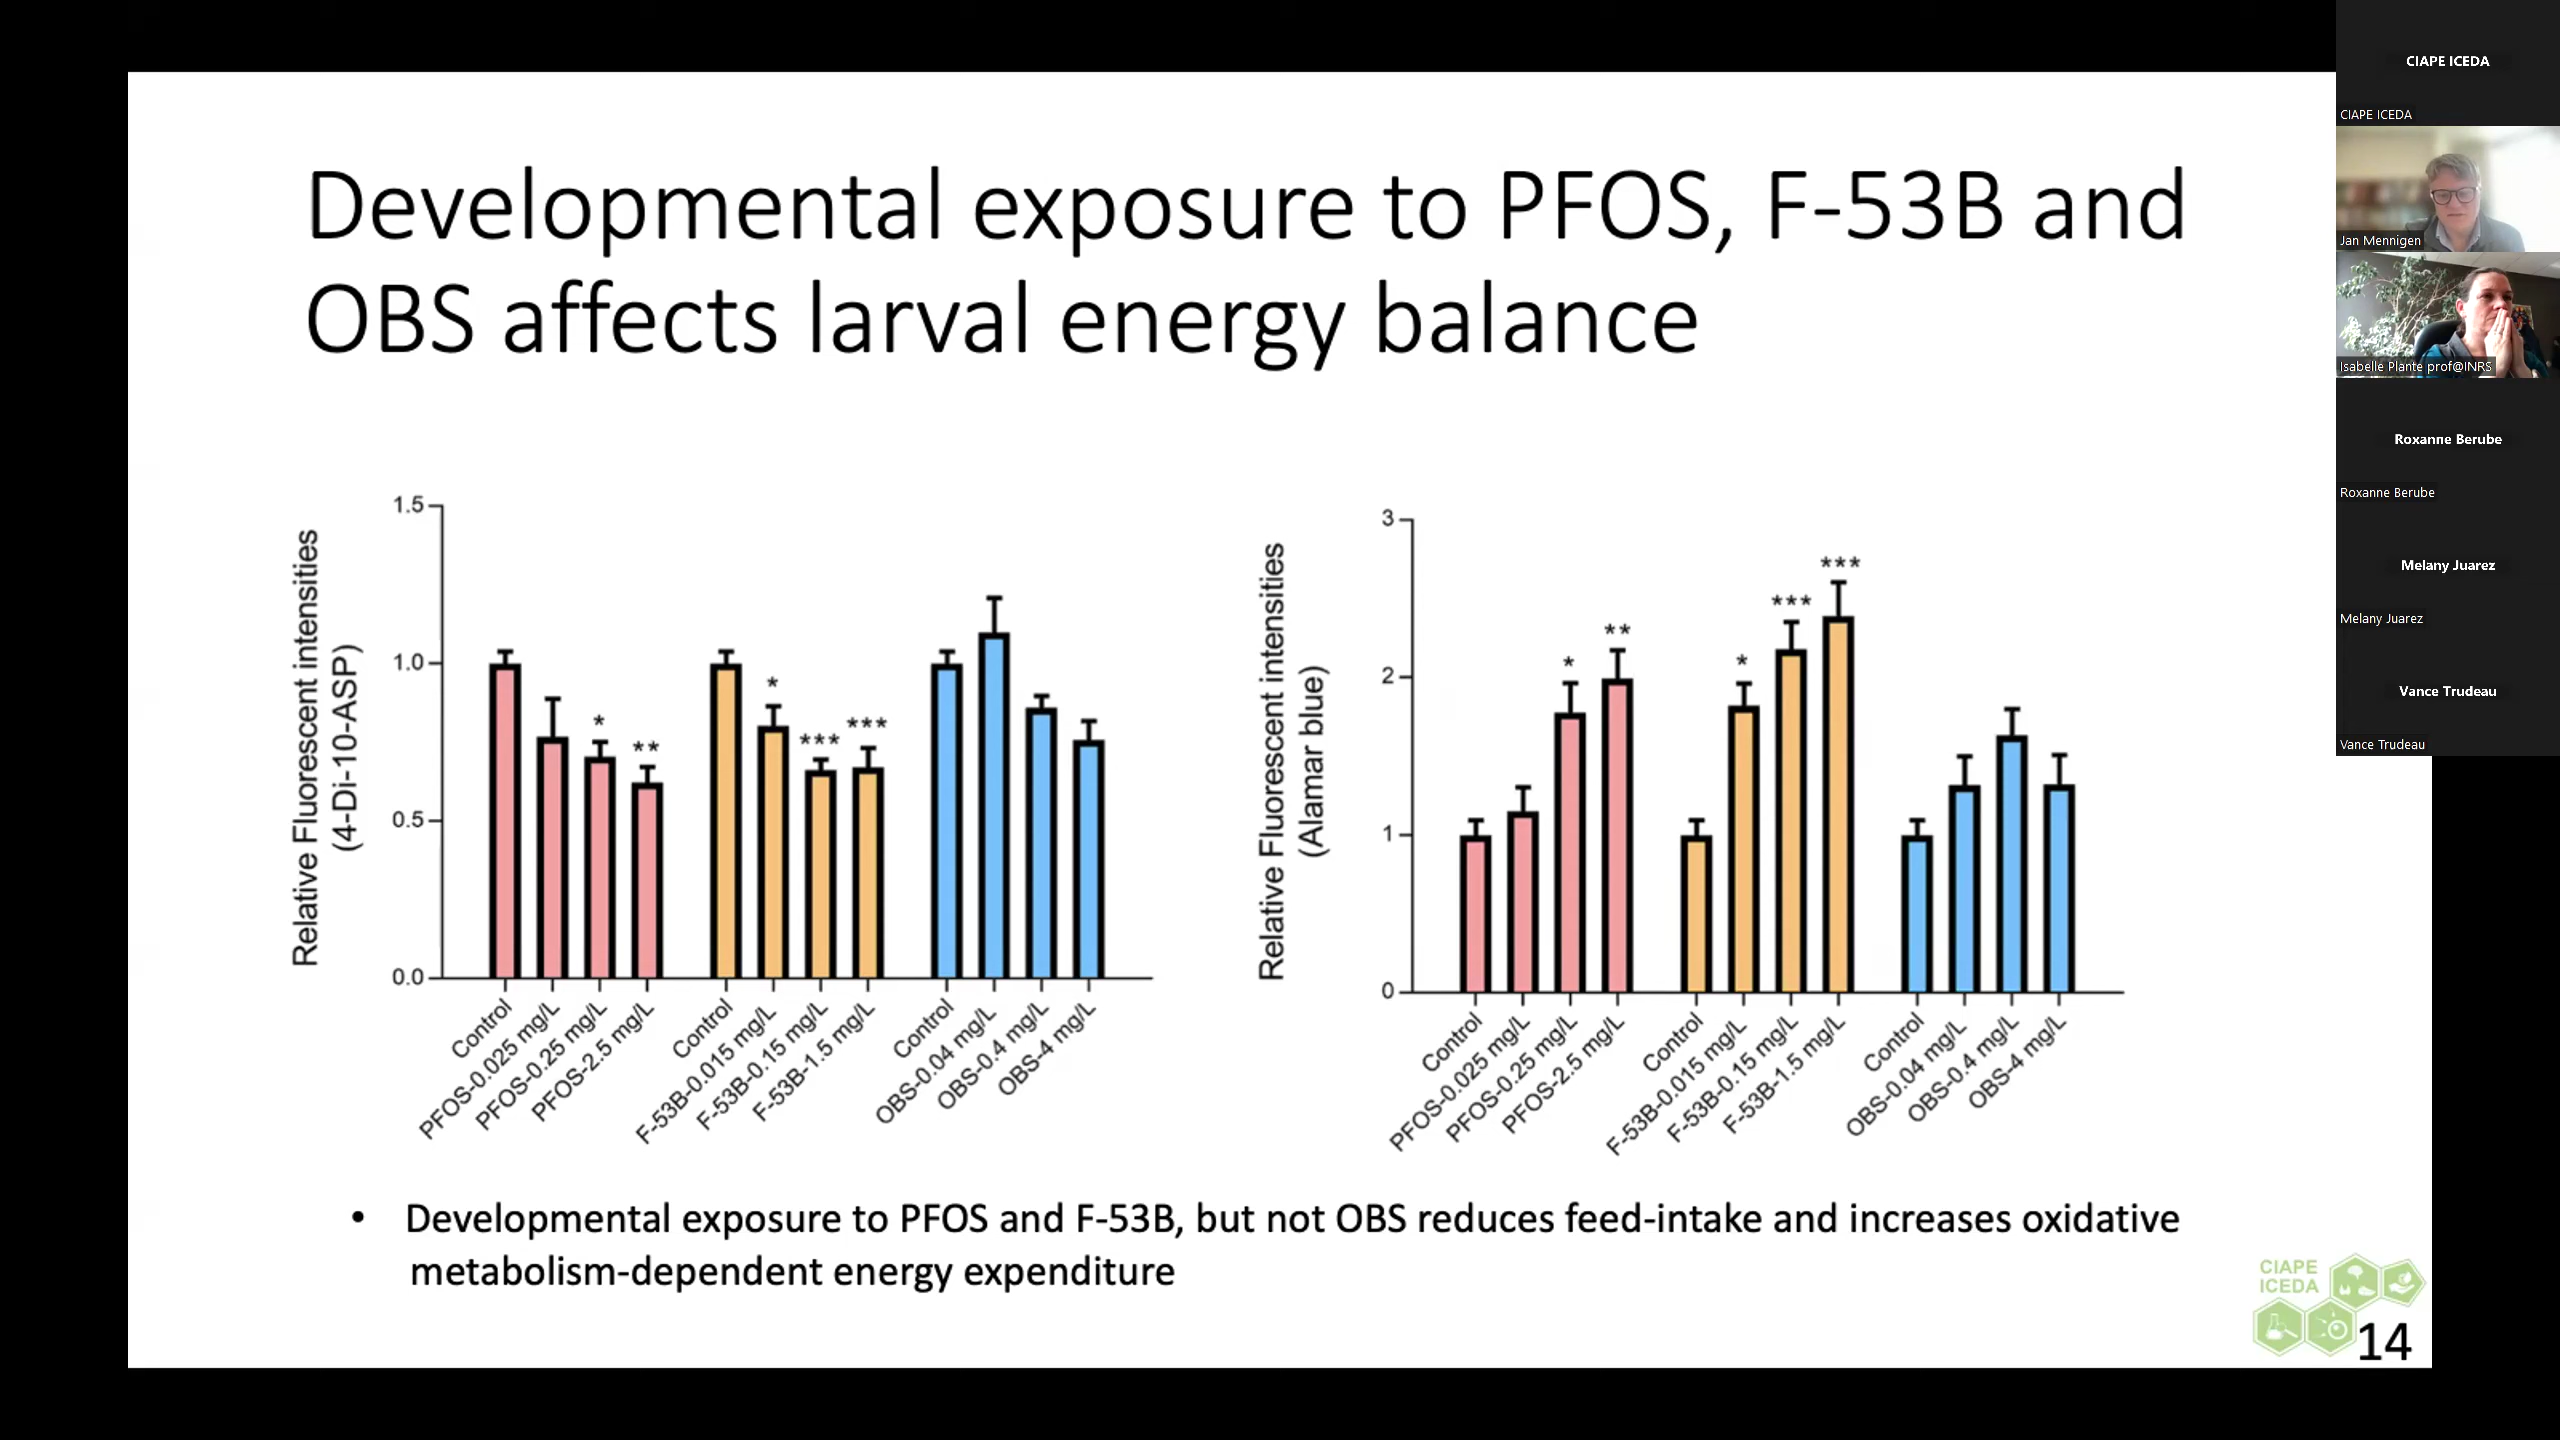 Developmental exposure to PFOS, F-53B and
OBS affects larval energy balance
Relative Fluorescent intensities
(4-Di-10-ASP)
1.5
1.0
0.5
0.0
*
**
*
***
***
Control
PFOS-0.025 mg/L
PFOS-0.25 mg/L
PFOS-2.5 mg/L
Control
F-53B-0.015 mg/L
F-53B-0.15 mg/L
F-53B-1.5 mg/L
Control
OBS-0.04 mg/L
OBS-0.4 mg/L
OBS-4 mg/L
Relative Fluorescent intensities
(Alamar blue)
3
2
1
0
*
**
*
***
***
Control
PFOS-0.025 mg/L
PFOS-0.25 mg/L
PFOS-2.5 mg/L
Control
F-53B-0.015 mg/L
F-53B-0.15 mg/L
F-53B-1.5 mg/L
Control
OBS-0.04 mg/L
OBS-0.4 mg/L
OBS-4 mg/L
• Developmental exposure to PFOS and F-53B, but not OBS reduces feed-intake and increases oxidative
metabolism-dependent energy expenditure
CIAPE
ICEDA
14
CIAPE ICEDA
CIAPE ICEDA
Jan Mennigen
Isabelle Plante prof@INRS
Roxanne Berube
Roxanne Berube
Melany Juarez
Melany Juarez
Vance Trudeau
Vance Trudeau